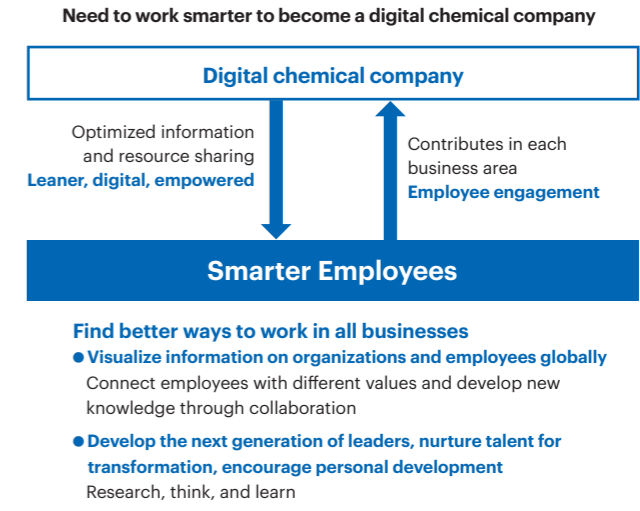 Need to work smarter to become a digital chemical company
Digital chemical company
Optimized information
and resource sharing
Leaner, digital, empowered
Contributes in each
business area
Employee engagement
Smarter Employees
Find better ways to work in all businesses
● Visualize information on organizations and employees globally
Connect employees with different values and develop new
knowledge through collaboration
● Develop the next generation of leaders, nurture talent for
transformation, encourage personal development
Research, think, and learn